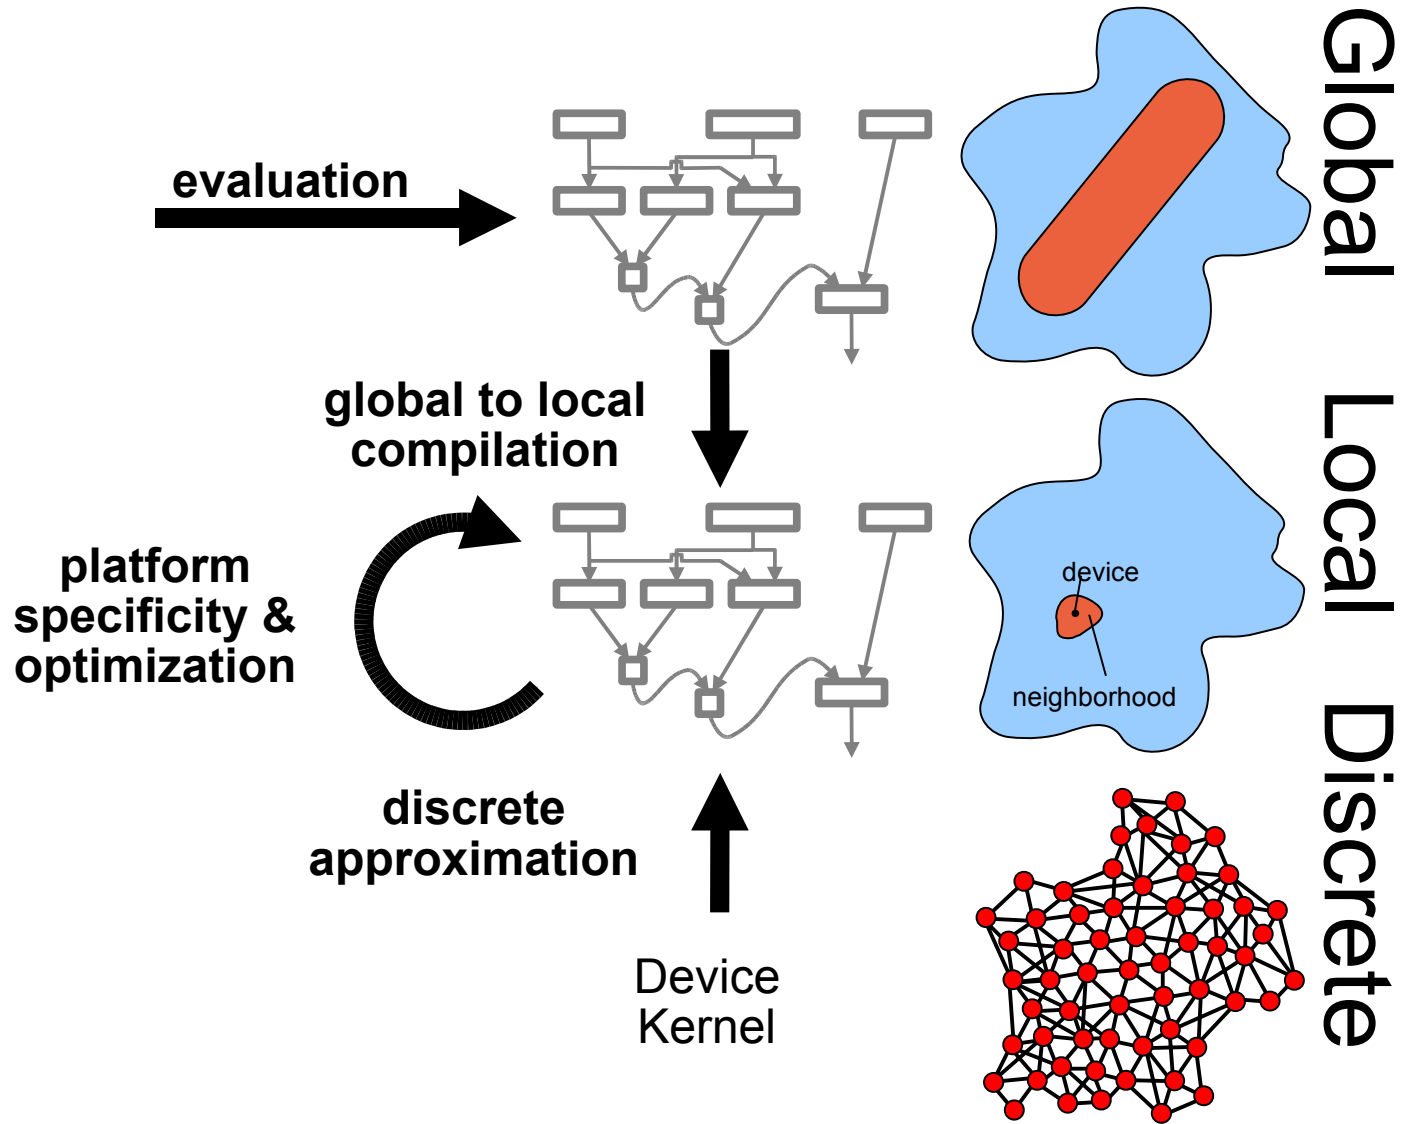 evaluation
Global
global to local
compilation
Local
platform
specificity &
optimization
device
neighborhood
discrete
approximation
Discrete
Device
Kernel